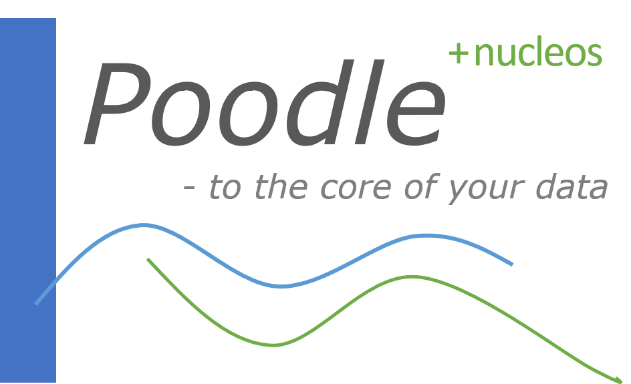 Poodle +nucleos
- to the core of your data